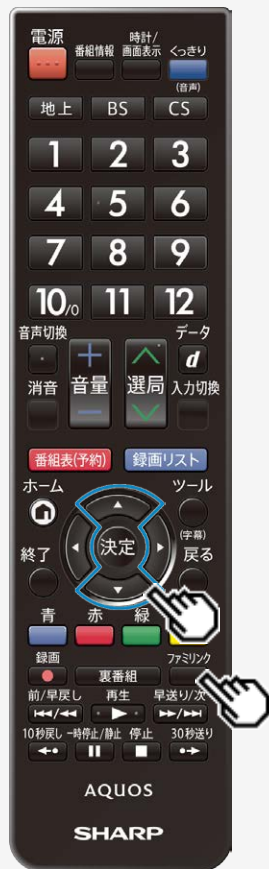 電源
番組情報
時計/
画面表示
くっきり
(音声)
地上 BS CS
1 2 3
4 5 6
7 8 9
10/0 11 12
音声切換
データ
+
d
消音
音量
選局
入力切換
番組表(予約) 録画リスト
ホーム
ツール
(字幕)
終了
決定
戻る
青 赤 緑
録画
裏番組
ファミリンク
前/早戻し 再生 早送り/次
10秒戻し 一時停止/静止 停止 30秒送り
AQUOS
SHARP